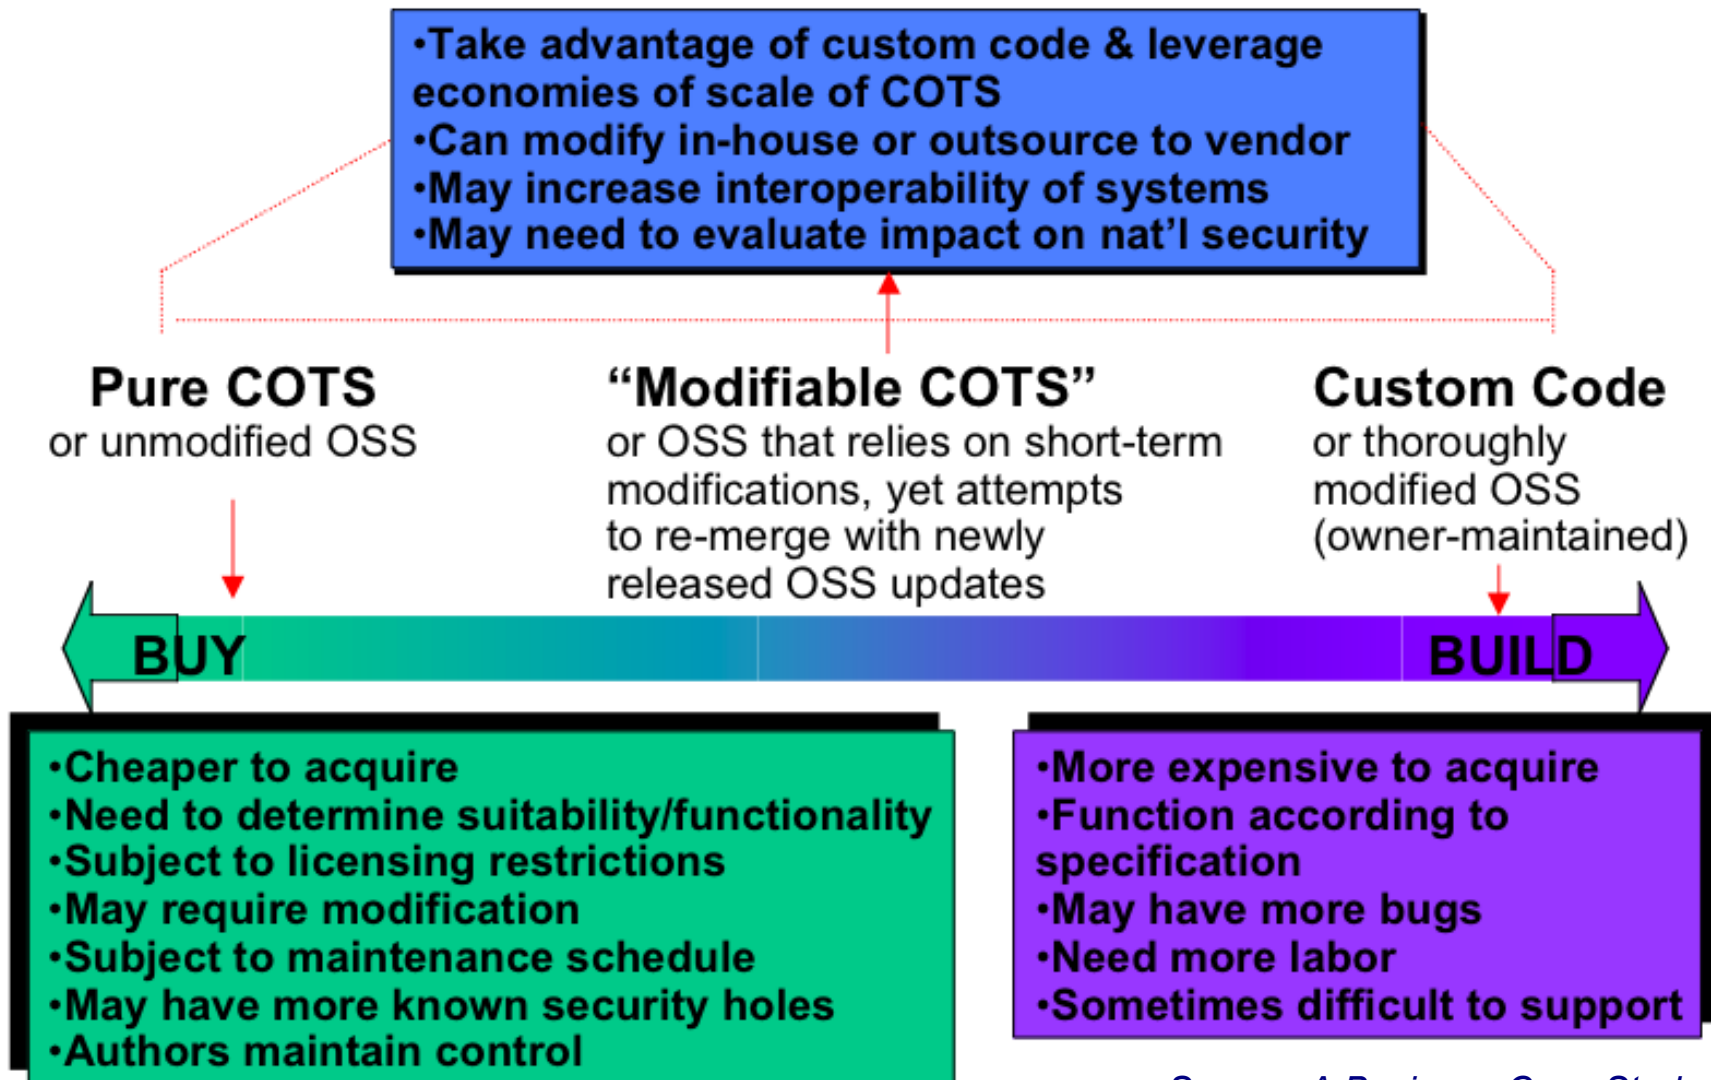 •Take advantage of custom code & leverage
economies of scale of COTS
•Can modify in-house or outsource to vendor
•May increase interoperability of systems
•May need to evaluate impact on nat’l security
Pure COTS
or unmodified OSS
“Modifiable COTS”
or OSS that relies on short-term
modifications, yet attempts
to re-merge with newly
released OSS updates
Custom Code
or thoroughly
modified OSS
(owner-maintained)
BUY
BUILD
•Cheaper to acquire
•Need to determine suitability/functionality
•Subject to licensing restrictions
•May require modification
•Subject to maintenance schedule
•May have more known security holes
•Authors maintain control
•More expensive to acquire
•Function according to
specification
•May have more bugs
•Need more labor
•Sometimes difficult to support